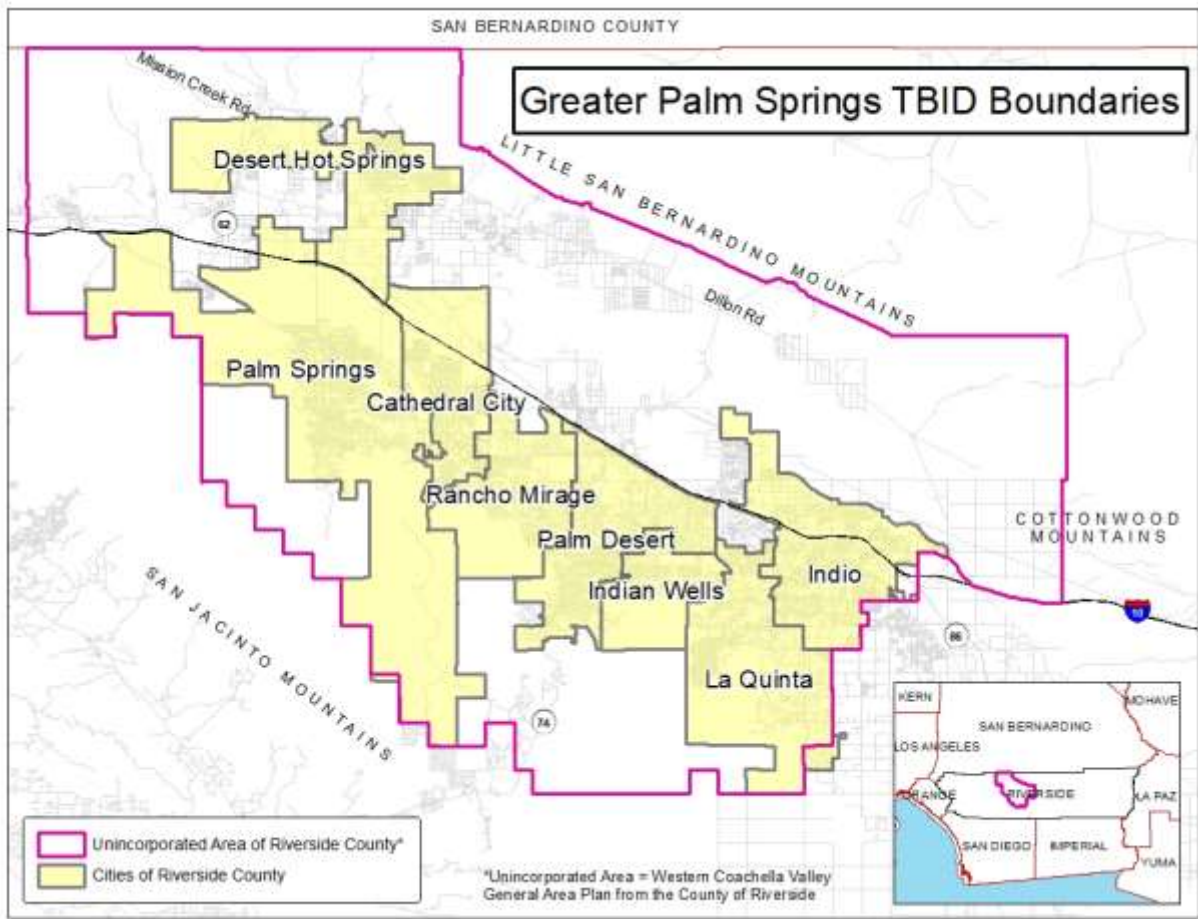 SAN BERNARDINO COUNTY
Greater Palm Springs TBID Boundaries
Mission Creek Rd
LITTLE SAN BERNARDINO MOUNTAINS
Desert Hot Springs
62
Dillon Rd
Palm Springs
Cathedral City
Rancho Mirage
COTTONWOOD
MOUNTAINS
Palm Desert
Indio
Indian Wells
SAN JACINTO MOUNTAINS
10
86
La Quinta
74
KERN
MOHAVE
SAN BERNARDINO
LOS ANGELES
ORANGE
RIVERSIDE
LA PAZ
SAN DIEGO
IMPERIAL
YUMA
Unincorporated Area of Riverside County*
Cities of Riverside County
*Unincorporated Area = Western Coachella Valley
General Area Plan from the County of Riverside